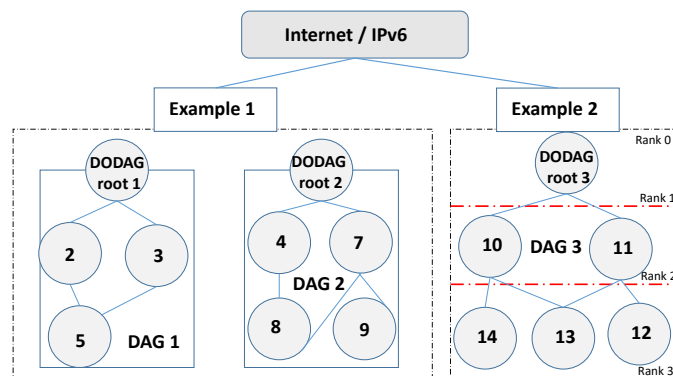 Internet / IPv6
Example 1
Example 2
Rank 0
DODAG
root 1
DODAG
root 2
DODAG
root 3
Rank 1
2
3
4
7
10
DAG 3
11
Rank 2
DAG 2
5
DAG 1
8
9
14
13
12
Rank 3